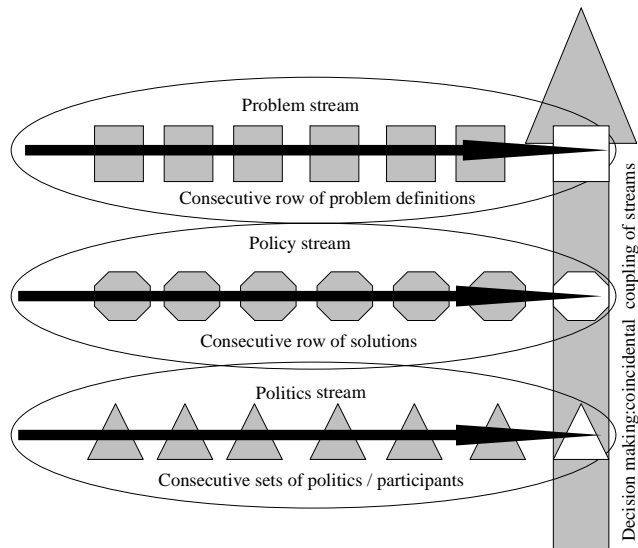 Problem stream
Consecutive row of problem definitions
Policy stream
Consecutive row of solutions
Politics stream
Consecutive sets of politics / participants
Decision making:coincidental coupling of streams